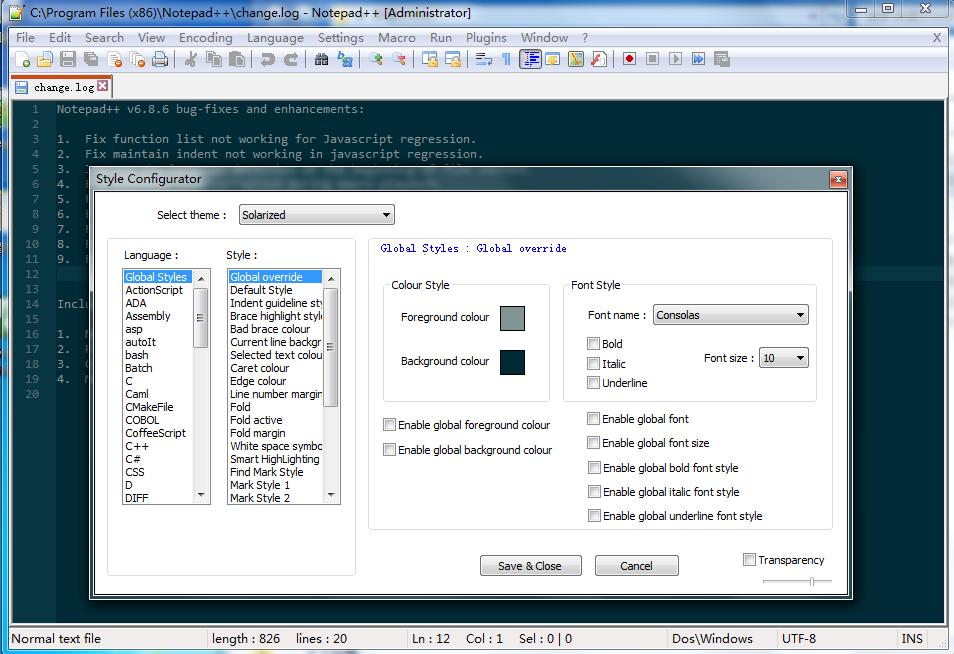 C:\Program Files (x86)\Notepad++\change.log - Notepad++ [Administrator]
File Edit Search View Encoding Language Settings Macro Run Plugins Window ? X
change.log
1 Notepad++ v6.8.6 bug-fixes and enhancements:
2
3 1. Fix function list not working for Javascript regression.
4 2. Fix maintain indent not working in javascript regression.
5 3.
6 4.
7 5.
8 6.
9 7.
10 8.
11 9.
12
13
14 Incl
15
16 1.
17 2.
18 3.
19 4.
20
Style Configurator
Select theme : Solarized
Language :
Global Styles
ActionScript
ADA
Assembly
asp
autoIt
bash
Batch
C
Caml
CMakeFile
COBOL
CoffeeScript
C++
C#
CSS
D
DIFF
Style :
Global override
Default Style
Indent guideline sty
Brace highlight style
Bad brace colour
Current line backgr
Selected text colou
Caret colour
Edge colour
Line number margin
Fold
Fold active
Fold margin
White space symbo
Smart HighLighting
Find Mark Style
Mark Style 1
Mark Style 2
Global Styles : Global override
Colour Style
Foreground colour
Background colour
Enable global foreground colour
Enable global background colour
Font Style
Font name : Consolas
Bold
Italic
Underline
Font size : 10
Enable global font
Enable global font size
Enable global bold font style
Enable global italic font style
Enable global underline font style
Save & Close Cancel Transparency
Normal text file length : 826 lines : 20 Ln : 12 Col : 1 Sel : 0 | 0 Dos\Windows UTF-8 INS